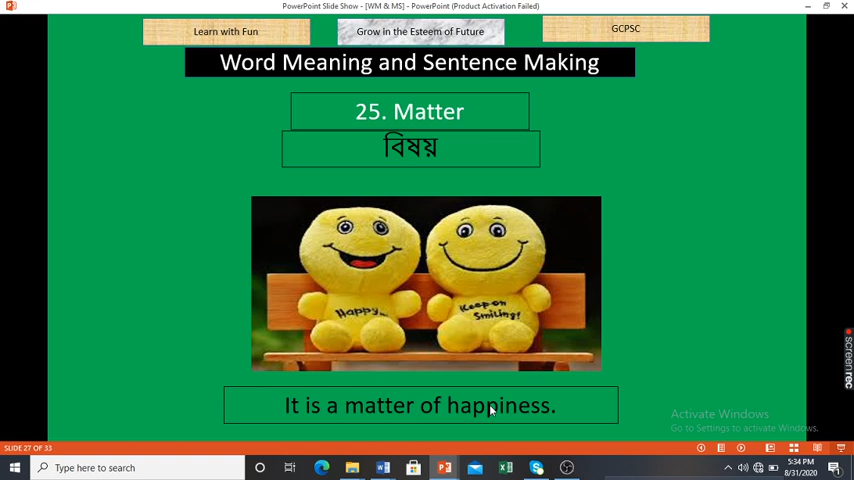 PowerPoint Slide Show - [WM & MS] - PowerPoint (Product Activation Failed)
Learn with Fun
Grow in the Esteem of Future
GCPSC
Word Meaning and Sentence Making
25. Matter
বিষয়
Happy...
Keep on
Smiling!
It is a matter of happiness.
Activate Windows
Go to Settings to activate Windows.
screenrec
SLIDE 27 OF 33
Type here to search
5:34 PM
8/31/2020